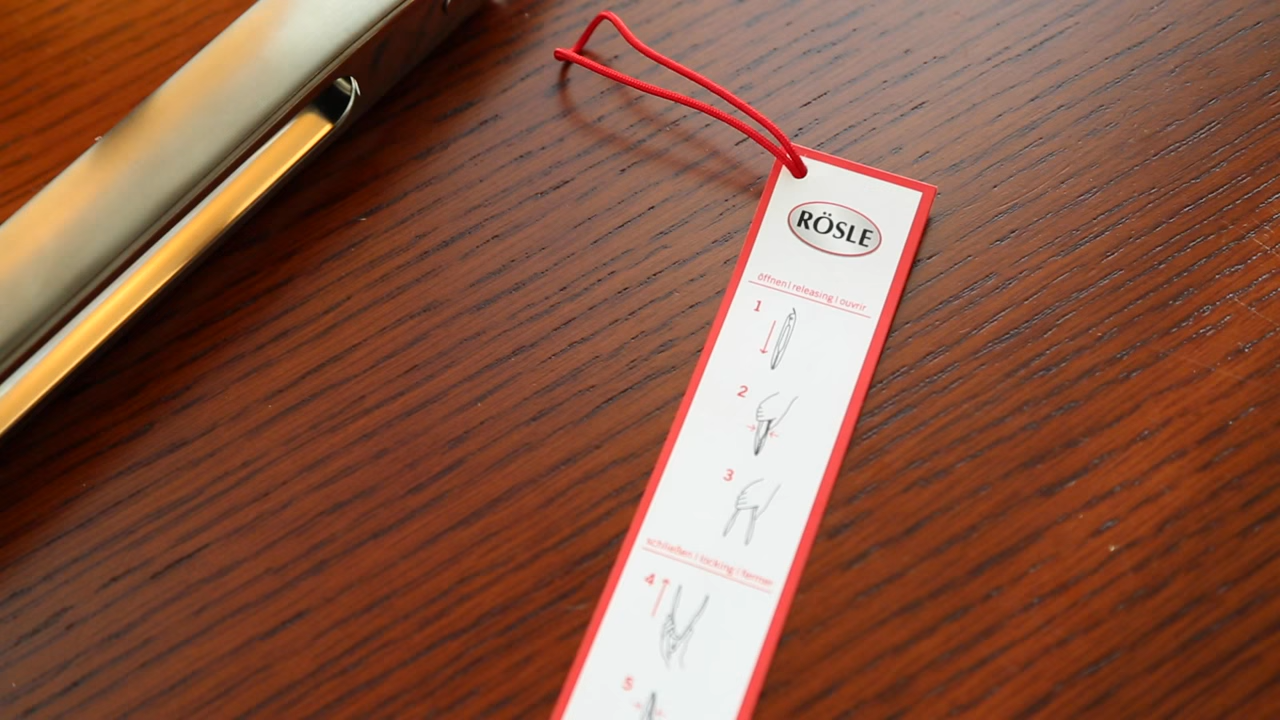 RÖSLE
öffnen | releasing | ouvrir
1
2
3
schließen | locking | fermer
4
5